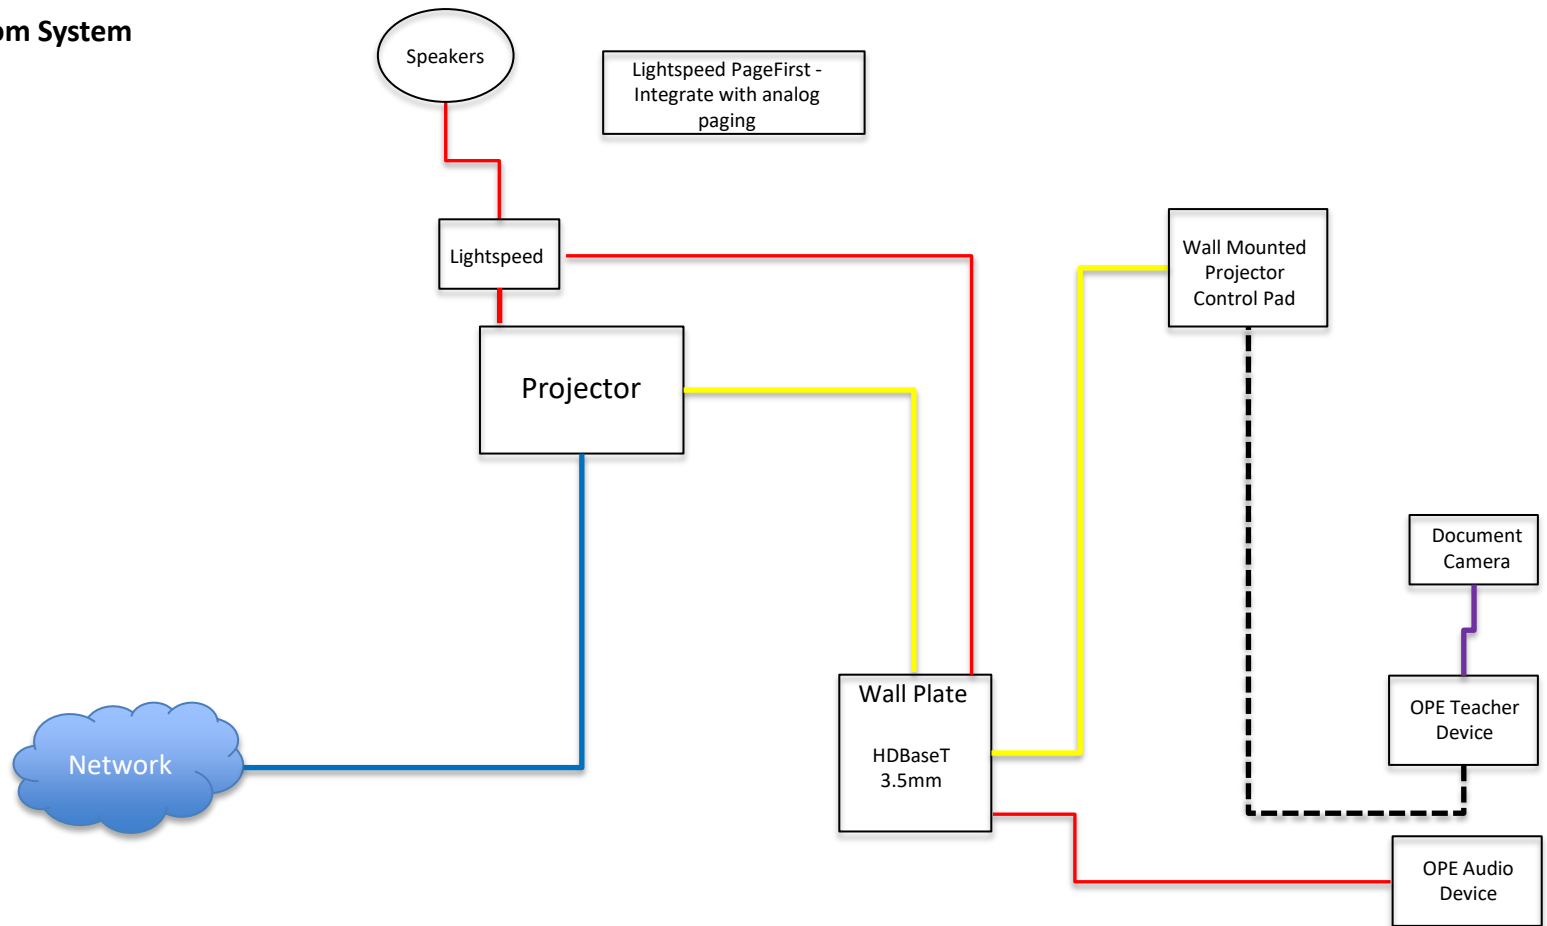 om System
Speakers
Lightspeed PageFirst -
Integrate with analog
paging
Lightspeed
Wall Mounted
Projector
Control Pad
Projector
Document
Camera
Wall Plate
HDBaseT
3.5mm
OPE Teacher
Device
Network
OPE Audio
Device